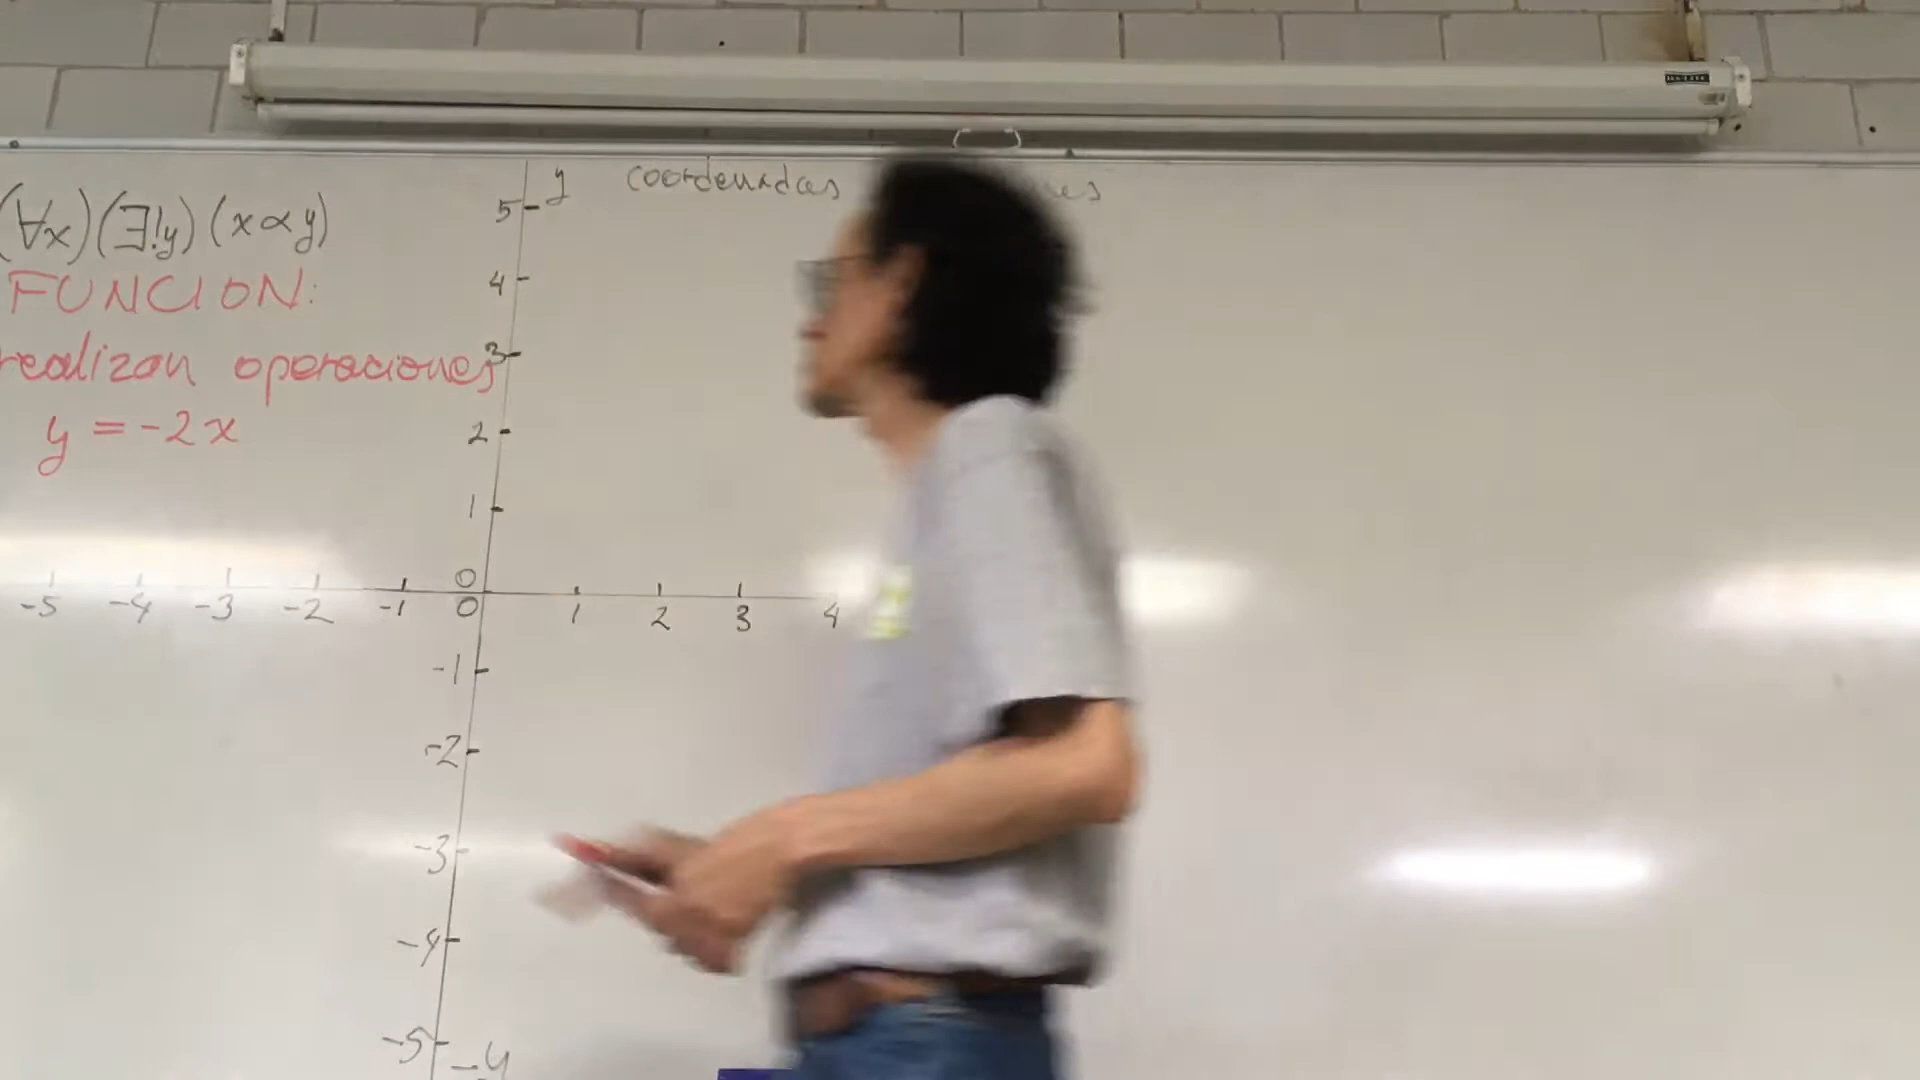 (∀x)(∃!y)(x∝y)
FUNCION:
realizan operaciones
y = -2x
y
coordenadas
5
4
3
2
1
0
-5 -4 -3 -2 -1 0 1 2 3 4
-1
-2
-3
-4
-5
-y